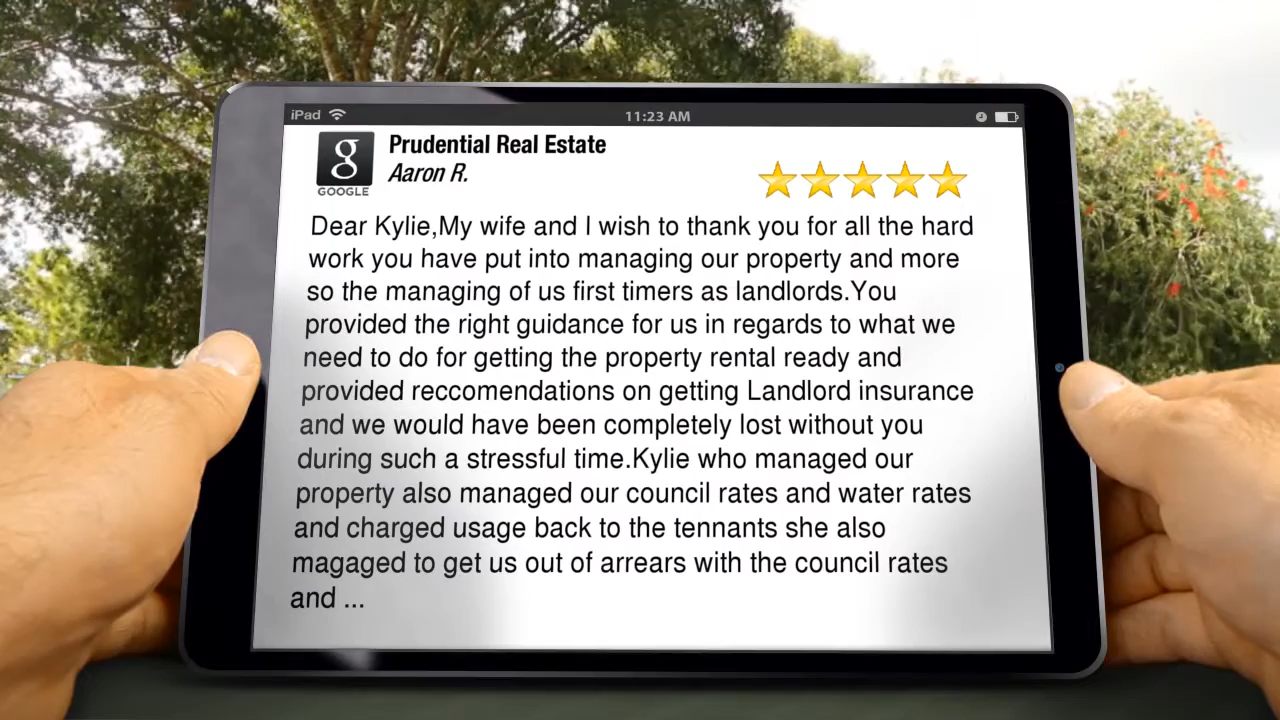 iPad
11:23 AM
g
GOOGLE
Prudential Real Estate
Aaron R.
Dear Kylie,My wife and I wish to thank you for all the hard
work you have put into managing our property and more
so the managing of us first timers as landlords.You
provided the right guidance for us in regards to what we
need to do for getting the property rental ready and
provided reccomendations on getting Landlord insurance
and we would have been completely lost without you
during such a stressful time.Kylie who managed our
property also managed our council rates and water rates
and charged usage back to the tennants she also
magaged to get us out of arrears with the council rates
and ...